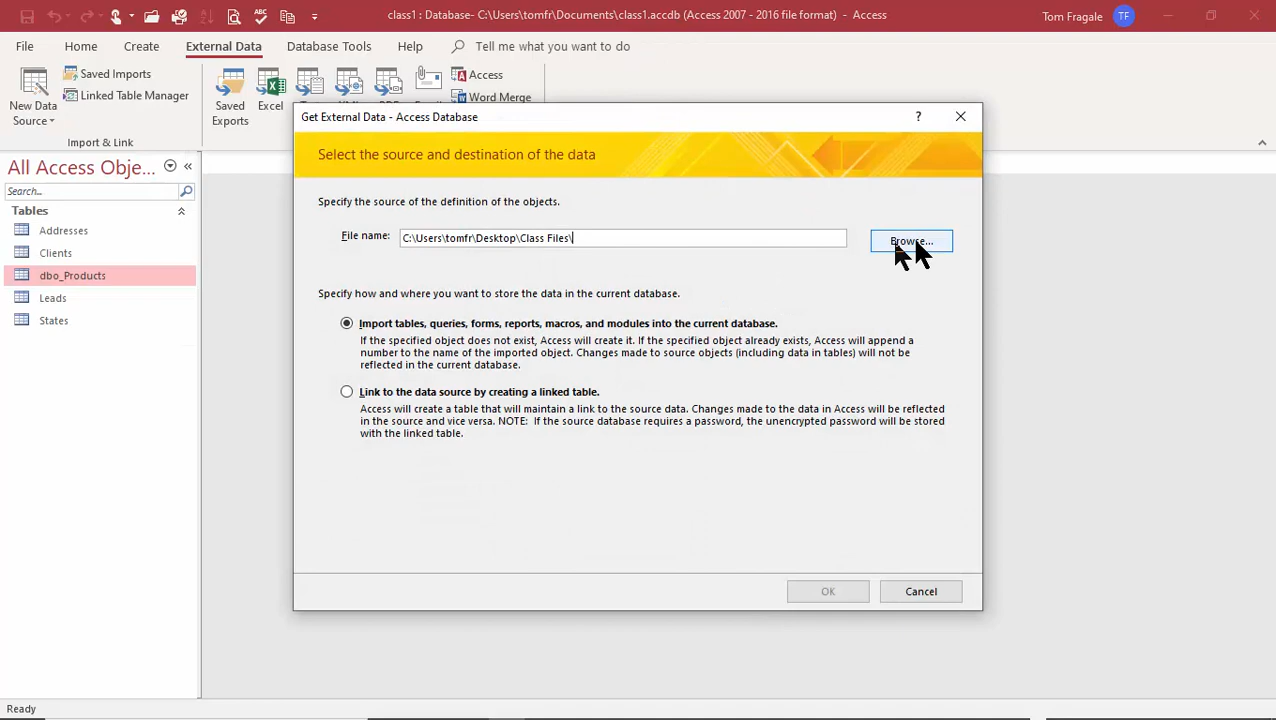 class1 : Database- C:\Users\tomfr\Documents\class1.accdb (Access 2007 - 2016 file format) - Access
Tom Fragale
TF
File
Home
Create
External Data
Database Tools
Help
Tell me what you want to do
New Data
Source
Saved Imports
Linked Table Manager
Saved
Exports
Excel
Access
Word Merge
Import & Link
All Access Obje...
Search...
Tables
Addresses
Clients
dbo_Products
Leads
States
Get External Data - Access Database
?
Select the source and destination of the data
Specify the source of the definition of the objects.
File name:
C:\Users\tomfr\Desktop\Class Files\
Browse...
Specify how and where you want to store the data in the current database.
Import tables, queries, forms, reports, macros, and modules into the current database.
If the specified object does not exist, Access will create it. If the specified object already exists, Access will append a
number to the name of the imported object. Changes made to source objects (including data in tables) will not be
reflected in the current database.
Link to the data source by creating a linked table.
Access will create a table that will maintain a link to the source data. Changes made to the data in Access will be reflected
in the source and vice versa. NOTE: If the source database requires a password, the unencrypted password will be stored
with the linked table.
OK
Cancel
Ready